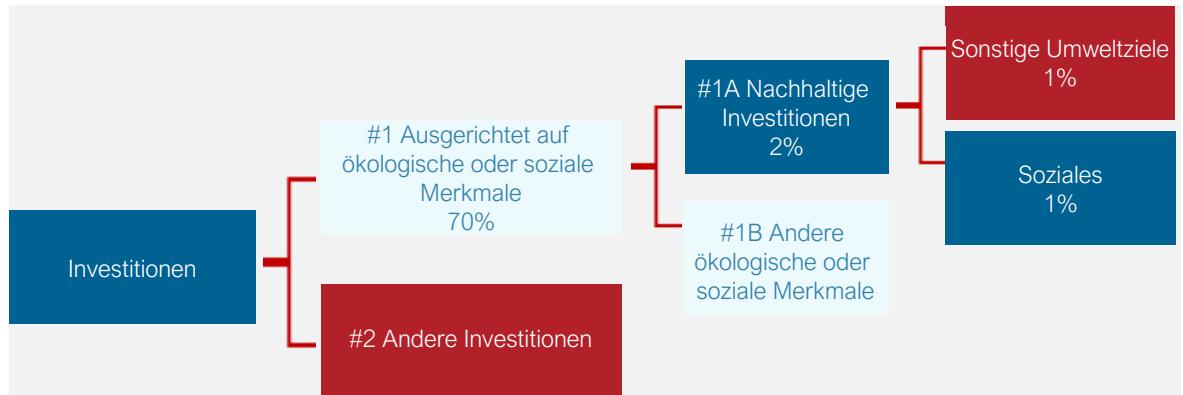 Investitionen
#1 Ausgerichtet auf
ökologische oder soziale
Merkmale
70%
#2 Andere Investitionen
#1A Nachhaltige
Investitionen
2%
#1B Andere
ökologische oder
soziale Merkmale
Sonstige Umweltziele
1%
Soziales
1%